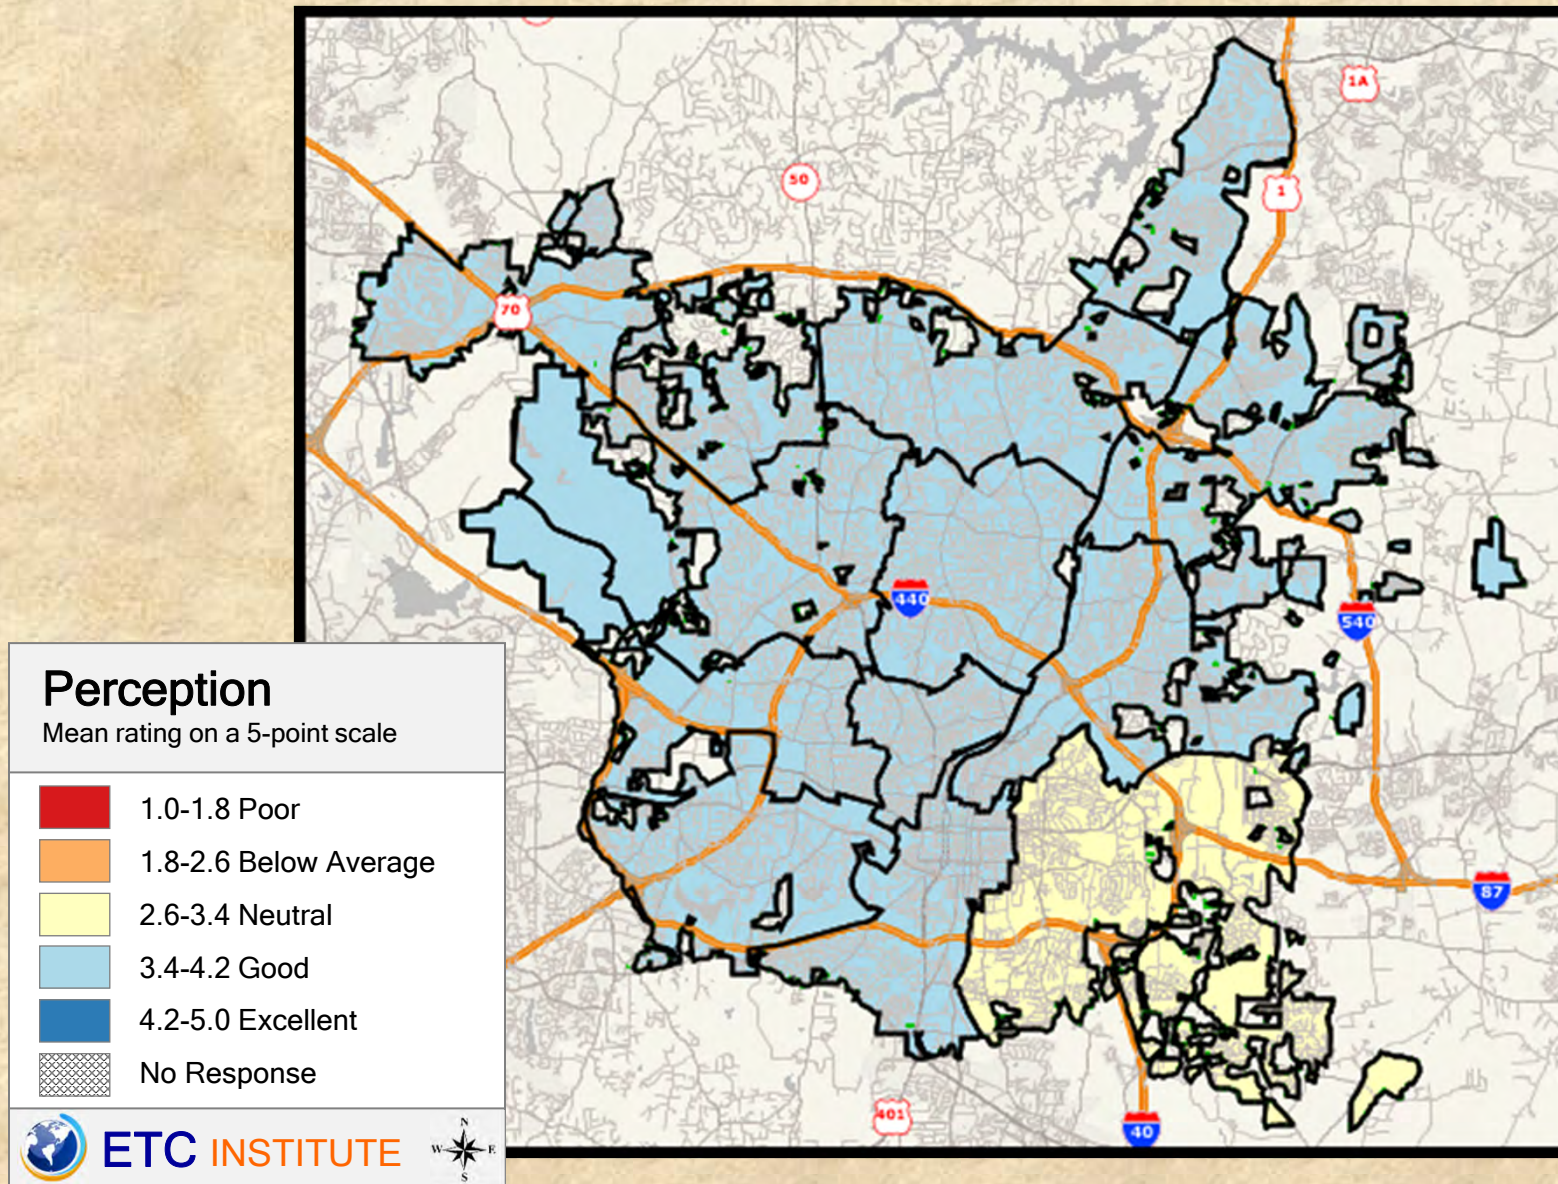 1A
50
1
70
440
540
87
401
40
Perception
Mean rating on a 5-point scale
1.0-1.8 Poor
1.8-2.6 Below Average
2.6-3.4 Neutral
3.4-4.2 Good
4.2-5.0 Excellent
No Response
ETC INSTITUTE
N
W E
S